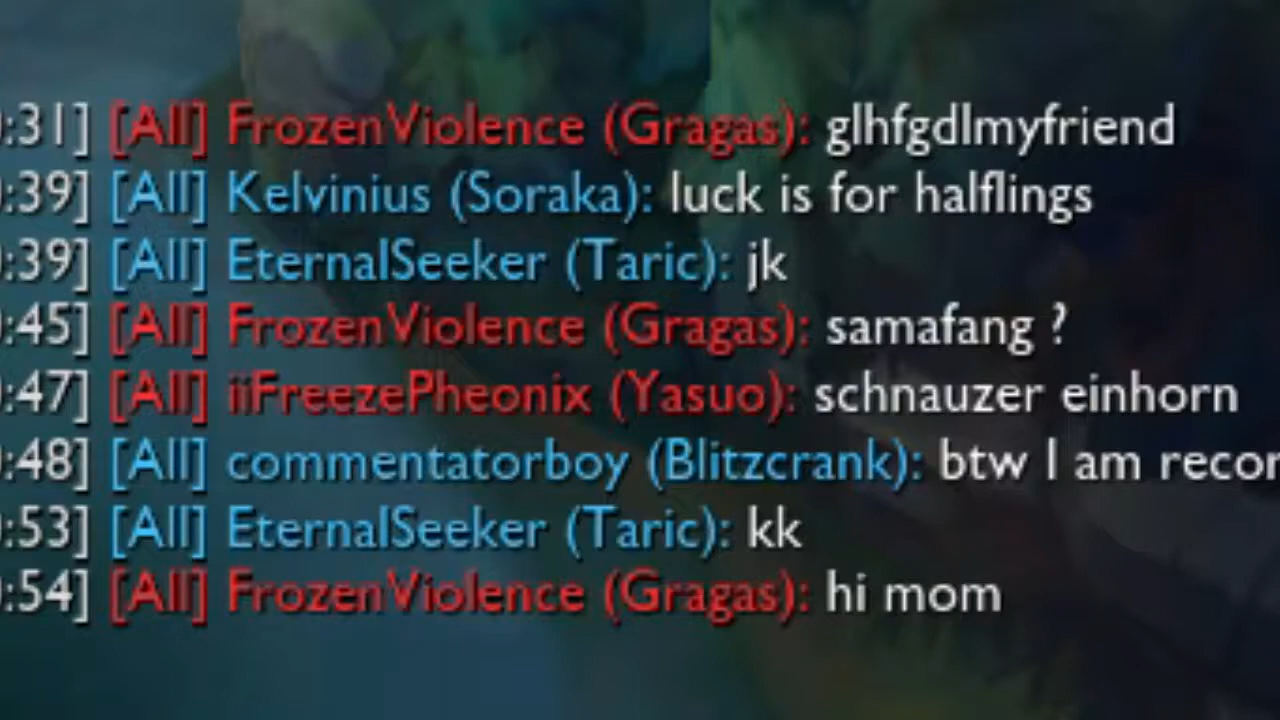 :31] [All] FrozenViolence (Gragas): glhfgdlmyfriend
:39] [All] Kelvinius (Soraka): luck is for halflings
:39] [All] EternalSeeker (Taric): jk
:45] [All] FrozenViolence (Gragas): samafang ?
:47] [All] iiFreezePheonix (Yasuo): schnauzer einhorn
:48] [All] commentatorboy (Blitzcrank): btw I am recor
:53] [All] EternalSeeker (Taric): kk
:54] [All] FrozenViolence (Gragas): hi mom